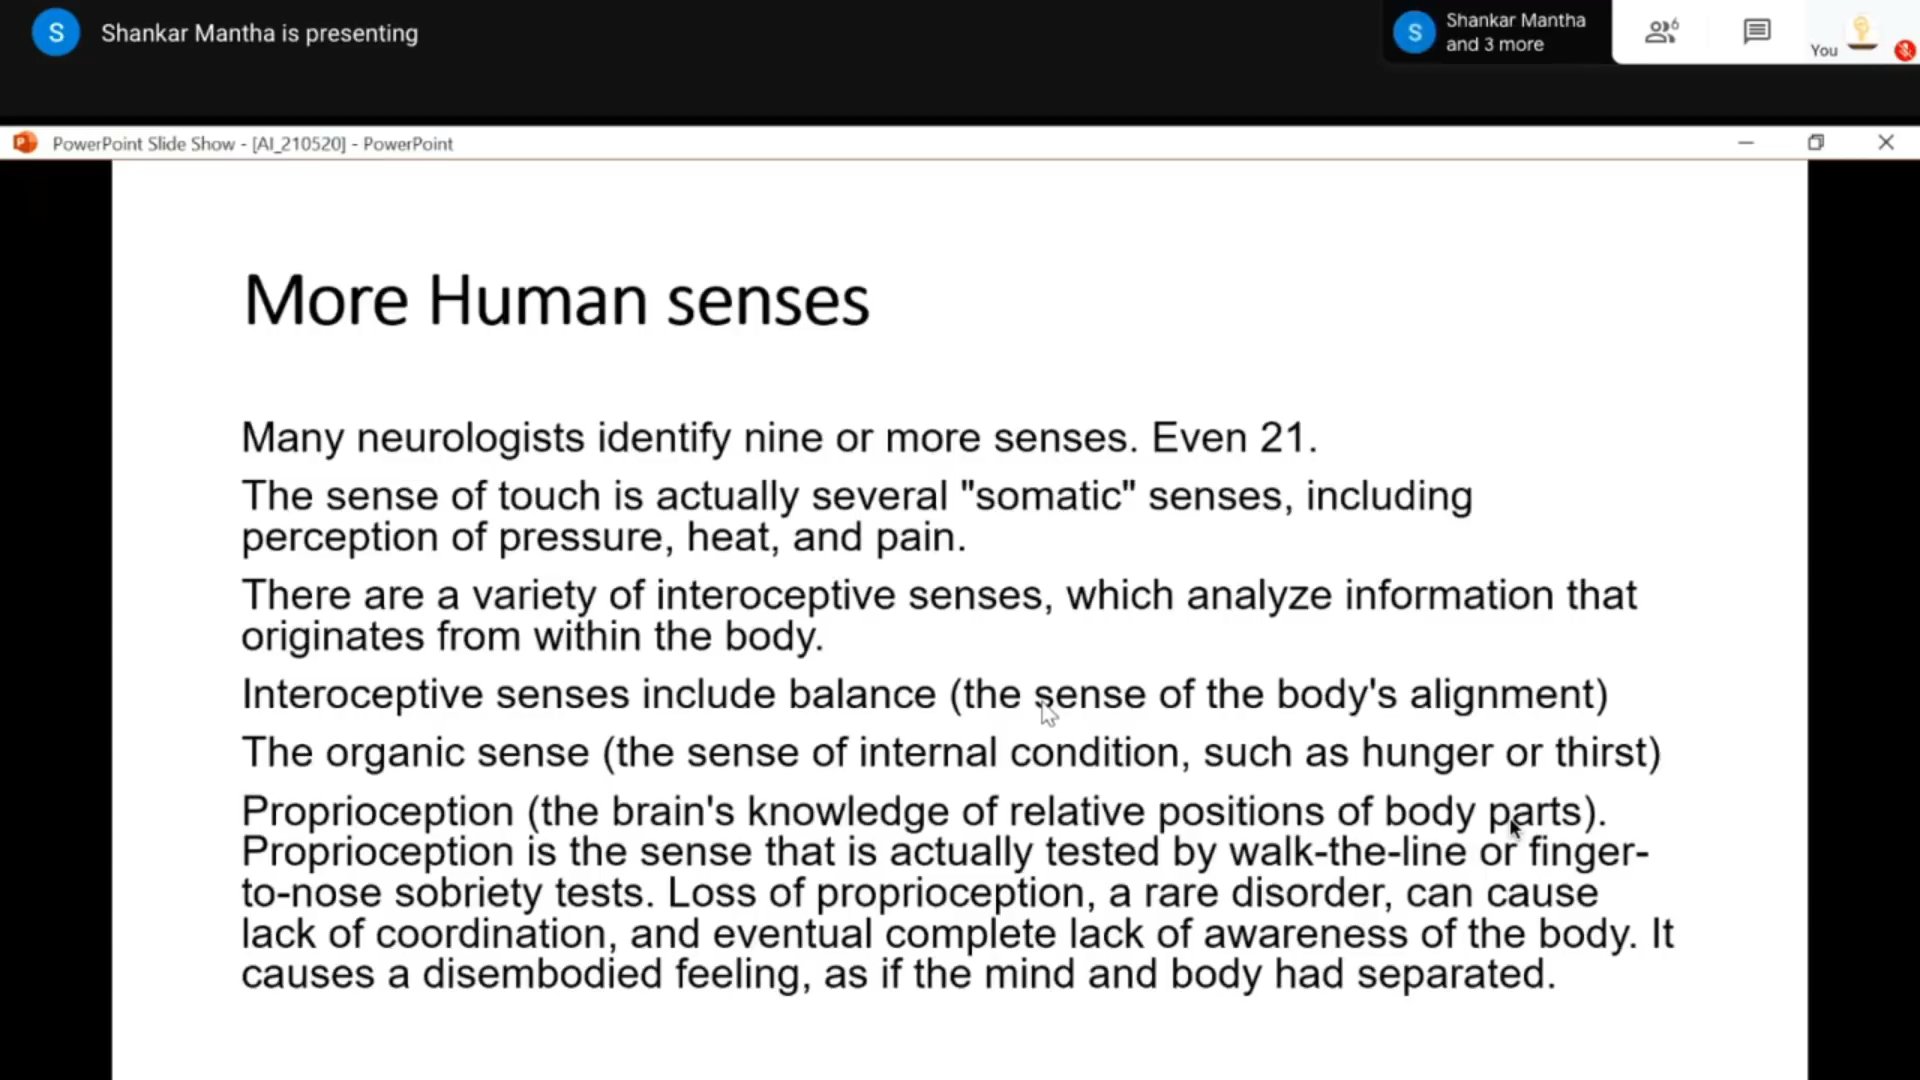 S
Shankar Mantha is presenting
S
Shankar Mantha
and 3 more
6
You
PowerPoint Slide Show - [AI_210520] - PowerPoint
More Human senses
Many neurologists identify nine or more senses. Even 21.
The sense of touch is actually several "somatic" senses, including
perception of pressure, heat, and pain.
There are a variety of interoceptive senses, which analyze information that
originates from within the body.
Interoceptive senses include balance (the sense of the body's alignment)
The organic sense (the sense of internal condition, such as hunger or thirst)
Proprioception (the brain's knowledge of relative positions of body parts).
Proprioception is the sense that is actually tested by walk-the-line or finger-
to-nose sobriety tests. Loss of proprioception, a rare disorder, can cause
lack of coordination, and eventual complete lack of awareness of the body. It
causes a disembodied feeling, as if the mind and body had separated.